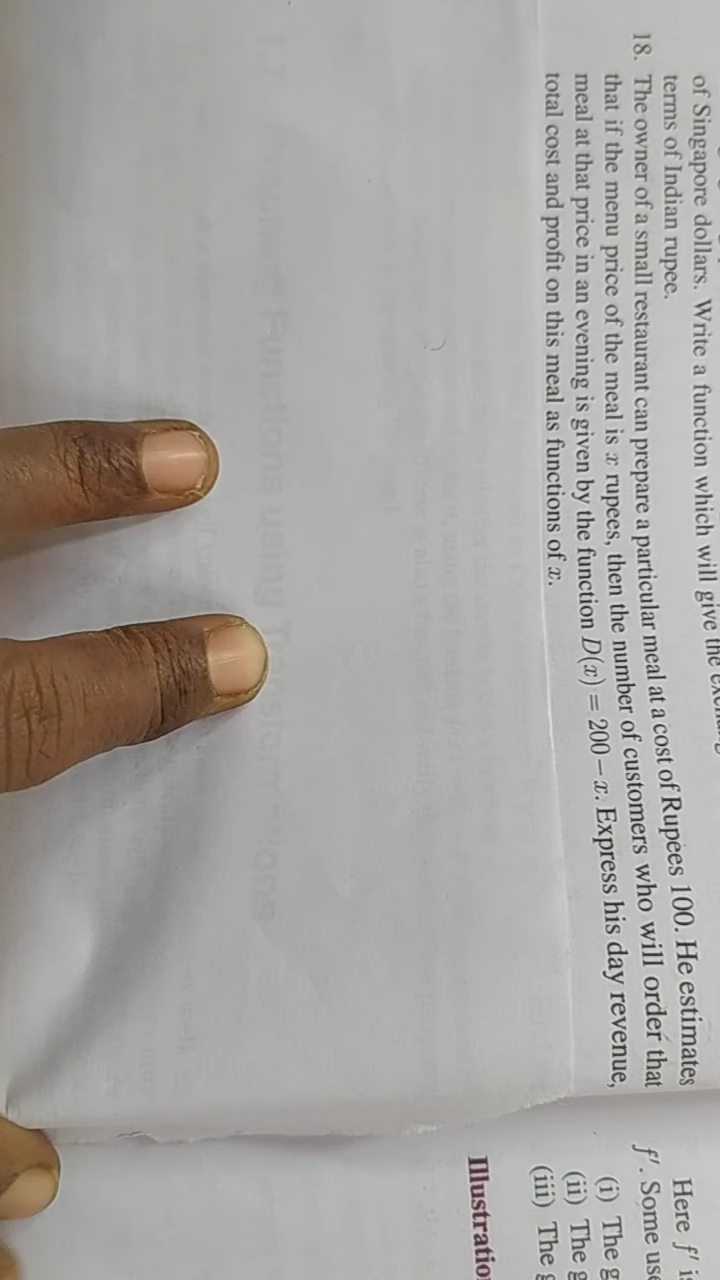 of Singapore dollars. Write a function which will give the
terms of Indian rupee.
18. The owner of a small restaurant can prepare a particular meal at a cost of Rupees 100. He estimates
that if the menu price of the meal is x rupees, then the number of customers who will order that
meal at that price in an evening is given by the function D(x) = 200 − x. Express his day revenue,
total cost and profit on this meal as functions of x.
Here f′
f′. Some
(i) The
(ii) The
(iii) The